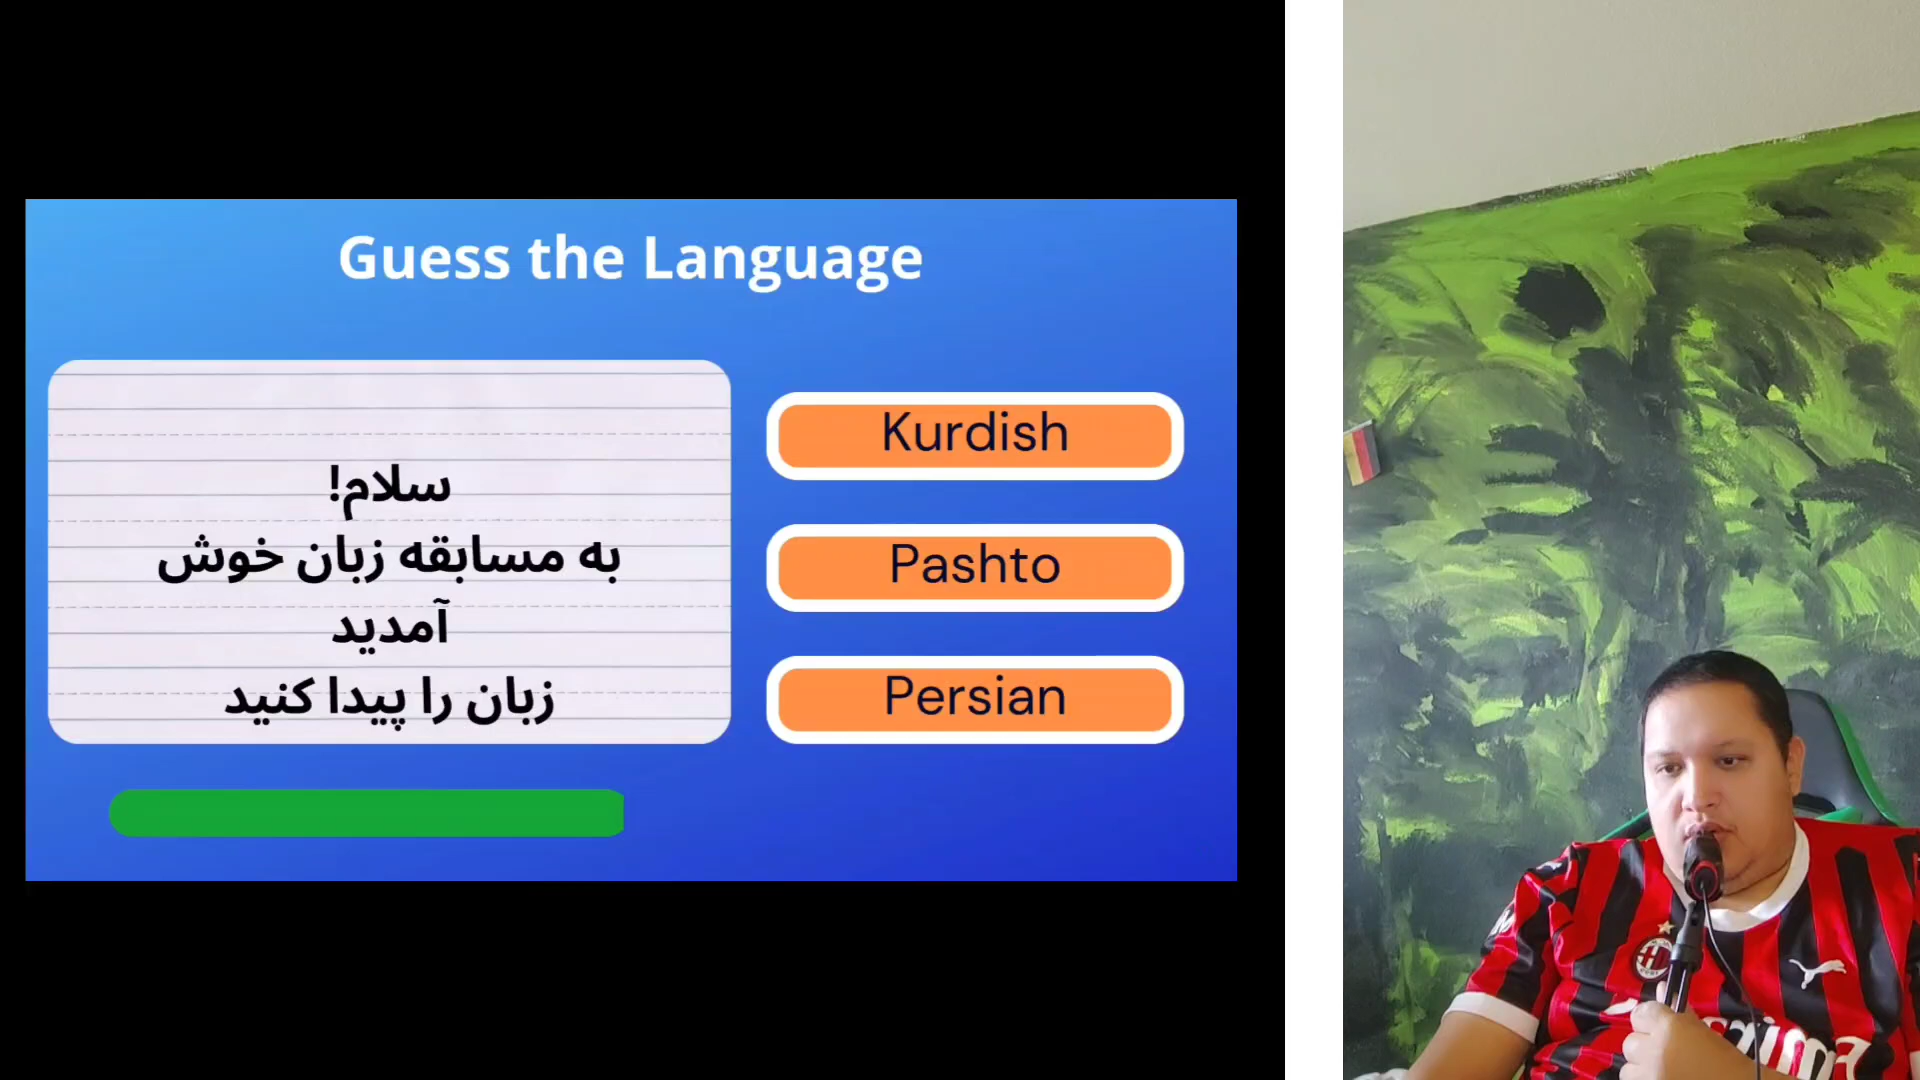 Guess the Language
سلام!
به مسابقه زبان خوش
آمدید
زبان را پیدا کنید
Kurdish
Pashto
Persian